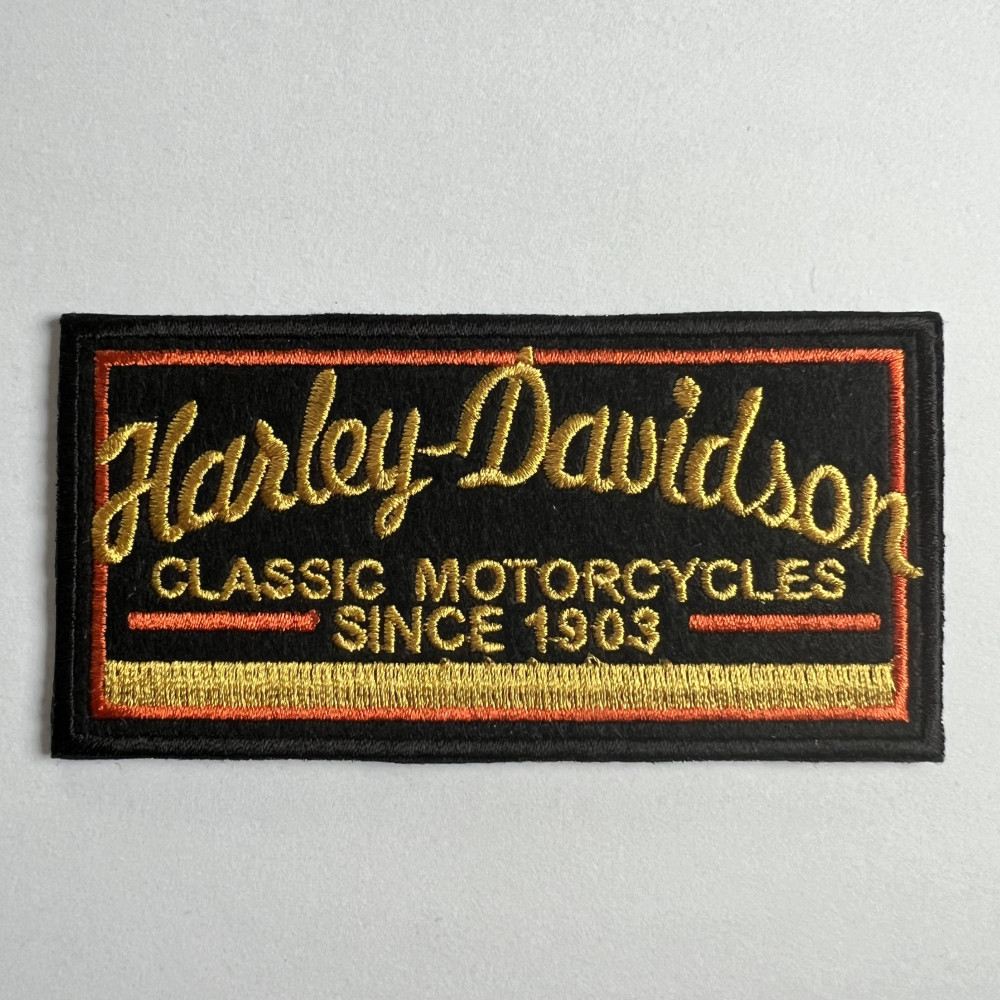 Harley-Davidson
CLASSIC MOTORCYCLES
SINCE 1903